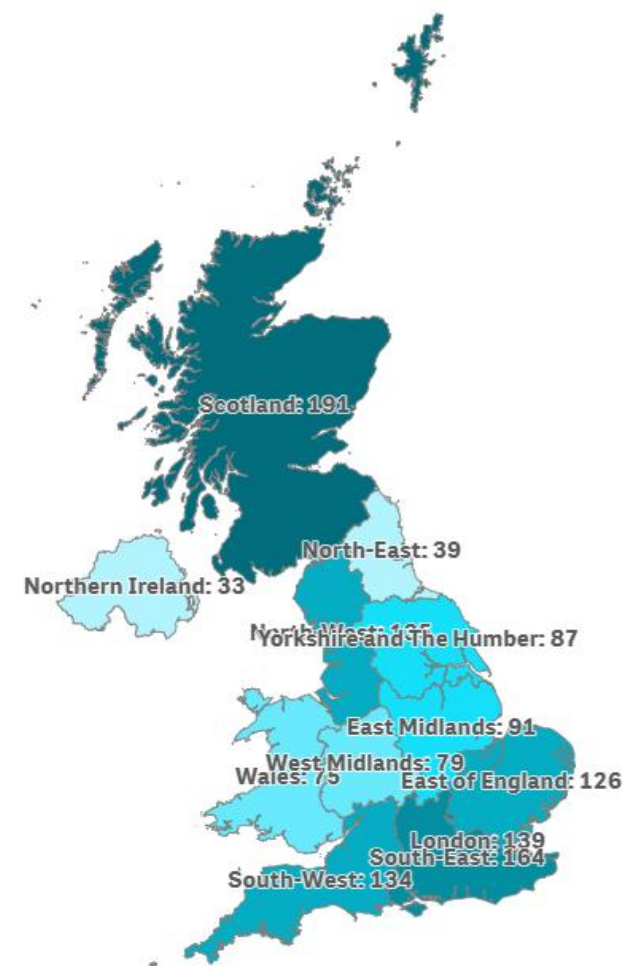 Scotland: 191
North-East: 39
Northern Ireland: 33
Yorkshire and The Humber: 87
East Midlands: 91
West Midlands: 79
Wales: 75
East of England: 126
London: 139
South-East: 164
South-West: 134